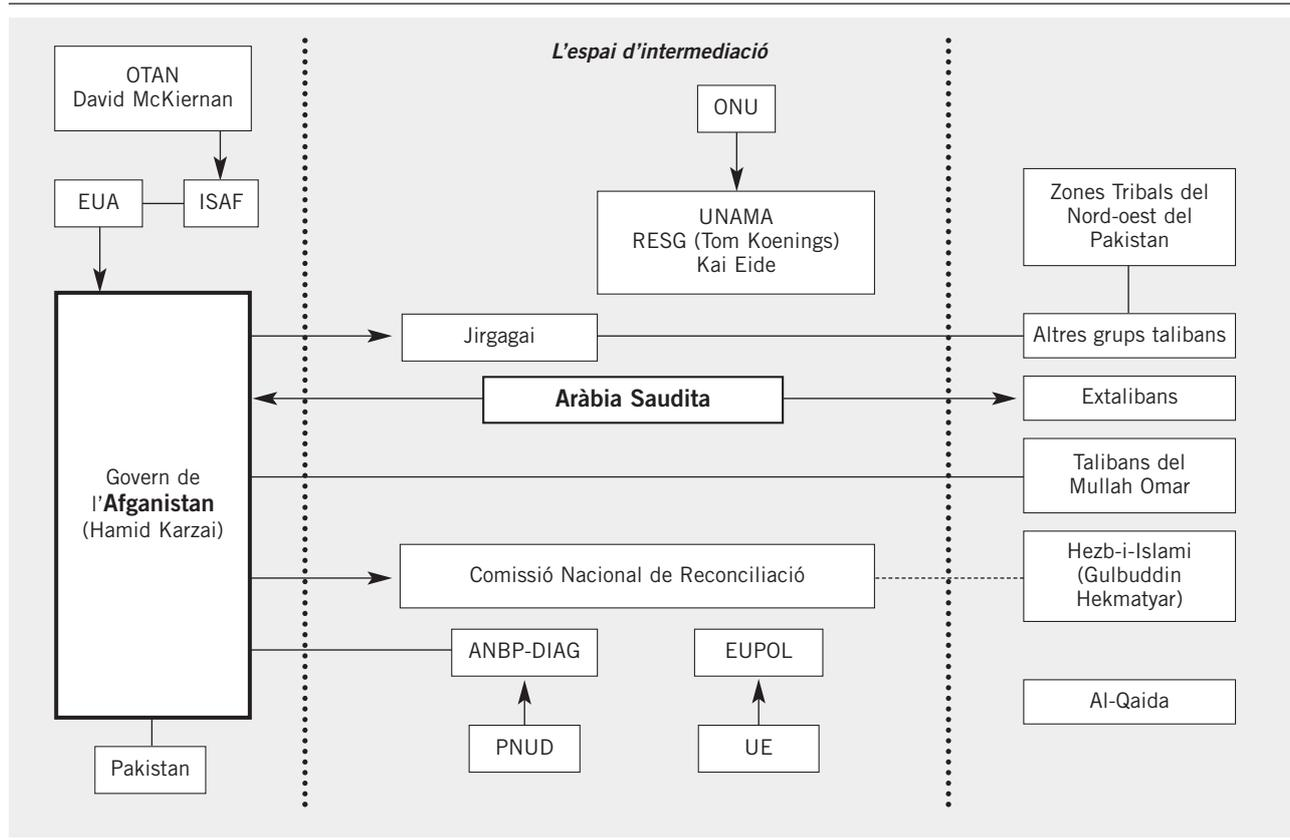 OTAN
David McKiernan
EUA
ISAF
Govern de
l'Afganistan
(Hamid Karzai)
Pakistan
L'espai d'intermediació
ONU
UNAMA
RESG (Tom Koenings)
Kai Eide
Jirgagai
Aràbia Saudita
Comissió Nacional de Reconciliació
ANBP-DIAG
EUPOL
PNUD
UE
Zones Tribals del
Nord-oest del
Pakistan
Altres grups talibans
Extalibans
Talibans del
Mullah Omar
Hezb-i-Islami
(Gulbuddin
Hekmatyar)
Al-Qaida